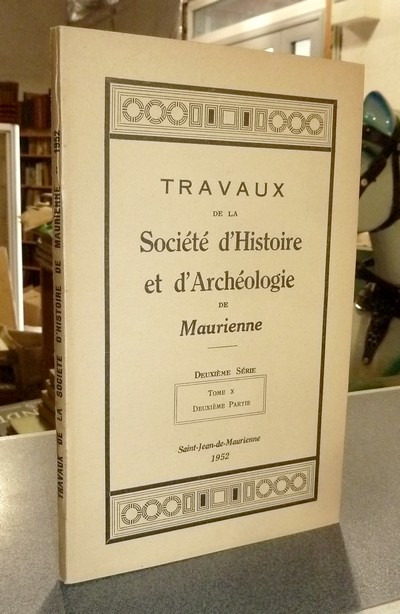 TRAVAUX
DE LA
Société d'Histoire
et d'Archéologie
DE
Maurienne
DEUXIÈME SÉRIE
TOME X
DEUXIÈME PARTIE
Saint-Jean-de-Maurienne
1952
TRAVAUX DE LA SOCIÉTÉ D'HISTOIRE DE MAURIENNE — 1952